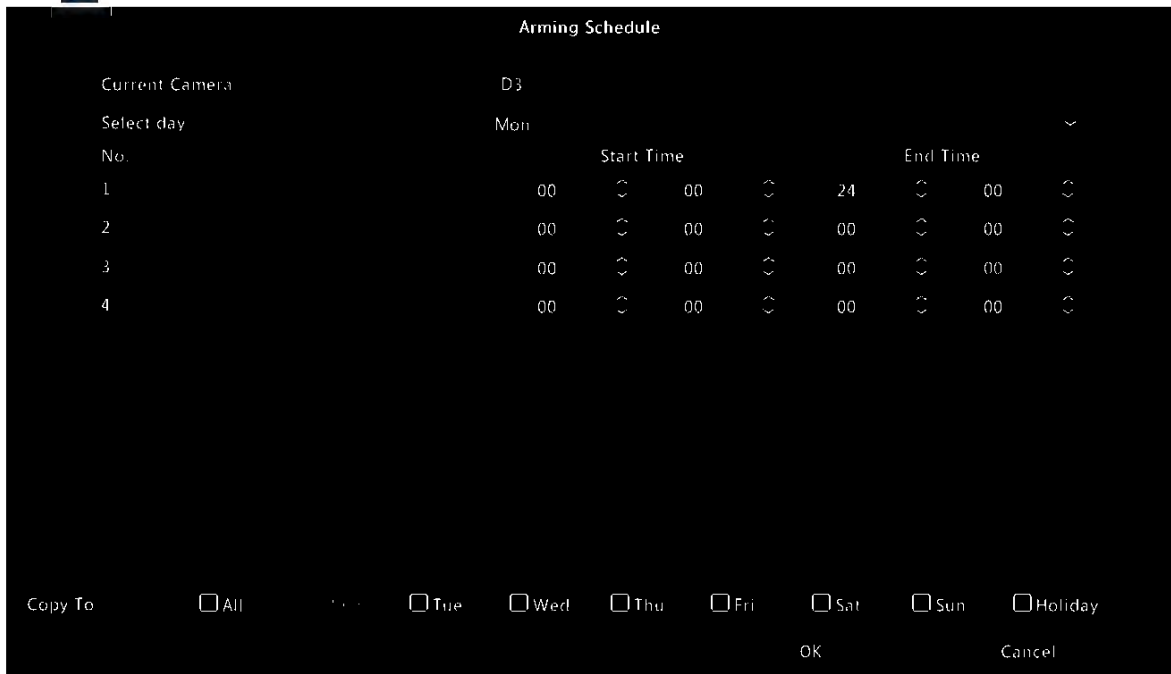 Arming Schedule
Current Camera D3
Select day Mon
No. Start Time End Time
1 00 00 24 00
2 00 00 00 00
3 00 00 00 00
4 00 00 00 00
Copy To All Tue Wed Thu Fri Sat Sun Holiday
OK Cancel